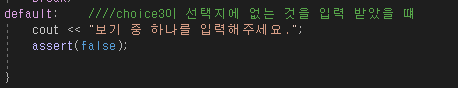 default:    ////choice3이 선택지에 없는 것을 입력 받았을 때
cout << "보기 중 하나를 입력해주세요.";
assert(false);
}